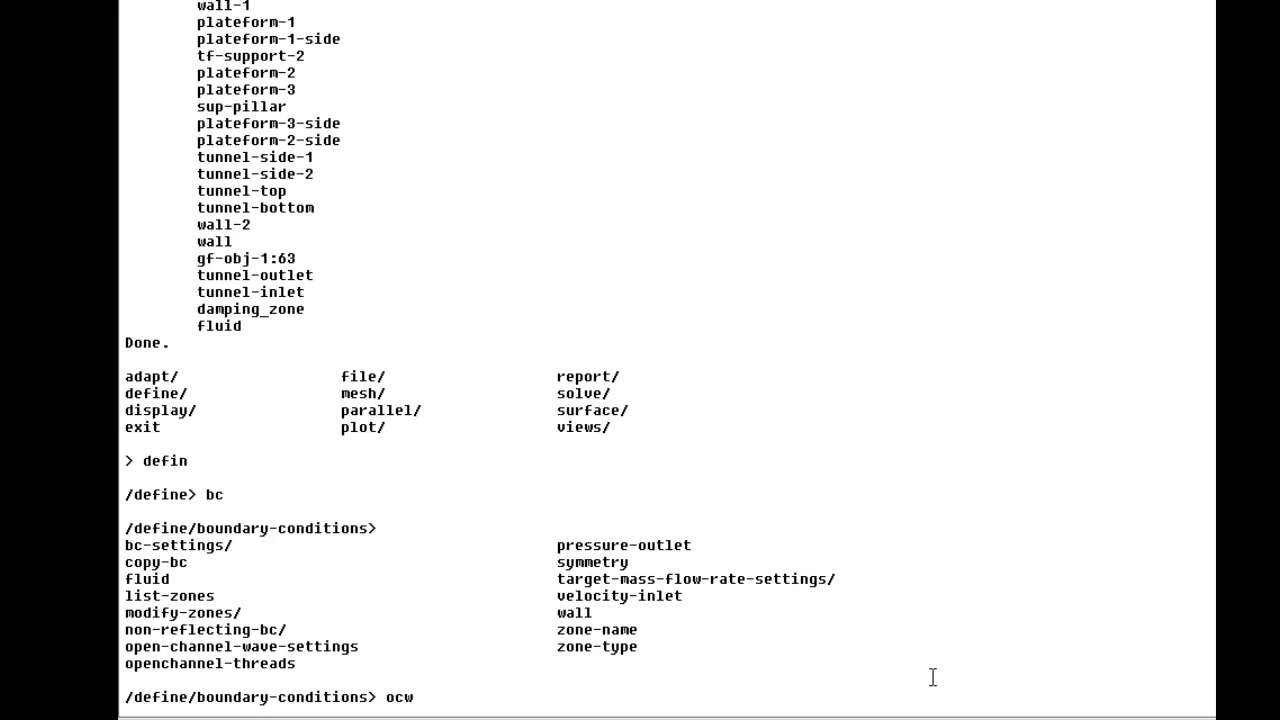 wall-1
plateform-1
plateform-1-side
tf-support-2
plateform-2
plateform-3
sup-pillar
plateform-3-side
plateform-2-side
tunnel-side-1
tunnel-side-2
tunnel-top
tunnel-bottom
wall-2
wall
gf-obj-1:63
tunnel-outlet
tunnel-inlet
damping_zone
fluid
Done.
adapt/ file/ report/
define/ mesh/ solve/
display/ parallel/ surface/
exit plot/ views/
> defin
/define> bc
/define/boundary-conditions>
bc-settings/ pressure-outlet
copy-bc symmetry
fluid target-mass-flow-rate-settings/
list-zones velocity-inlet
modify-zones/ wall
non-reflecting-bc/ zone-name
open-channel-wave-settings zone-type
openchannel-threads
/define/boundary-conditions> ocw